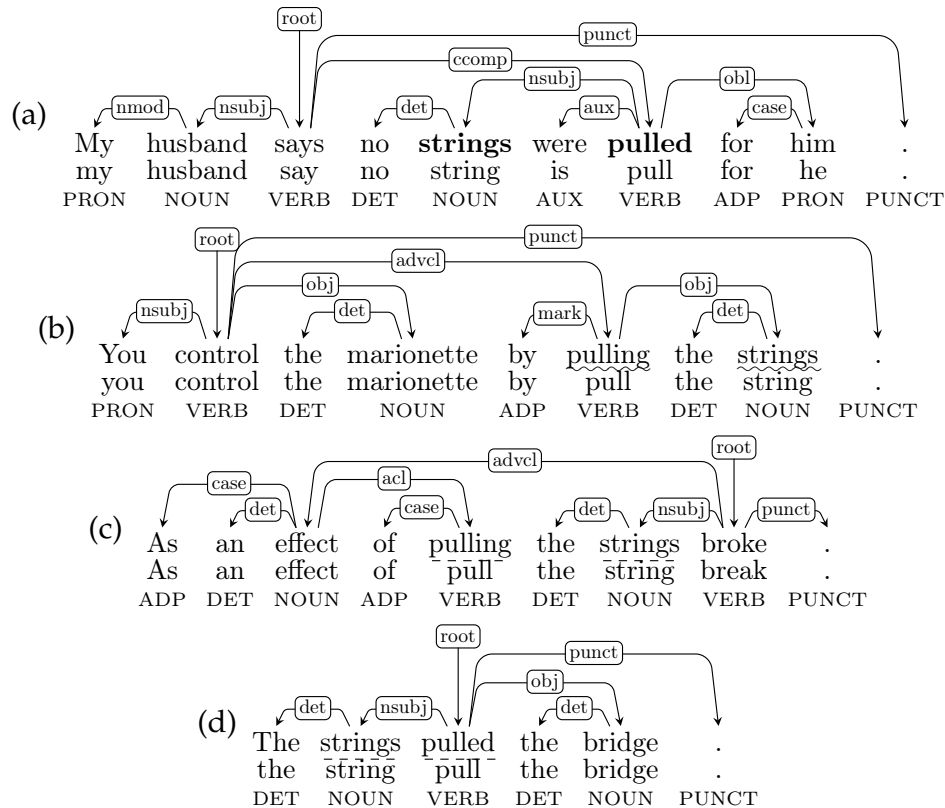 root
punct
ccomp
nsubj obl
nmod nsubj det aux case
(a)
My husband says no strings were pulled for him .
my husband say no string is pull for he .
PRON NOUN VERB DET NOUN AUX VERB ADP PRON PUNCT
root punct
advcl
obj obj
nsubj det mark det
(b)
You control the marionette by pulling the strings .
you control the marionette by pull the string .
PRON VERB DET NOUN ADP VERB DET NOUN PUNCT
root
advcl
case acl
det case det nsubj punct
(c)
As an effect of pulling the strings broke .
As an effect of pull the string break .
ADP DET NOUN ADP VERB DET NOUN VERB PUNCT
root
punct
obj
det nsubj det
(d)
The strings pulled the bridge .
the string pull the bridge .
DET NOUN VERB DET NOUN PUNCT